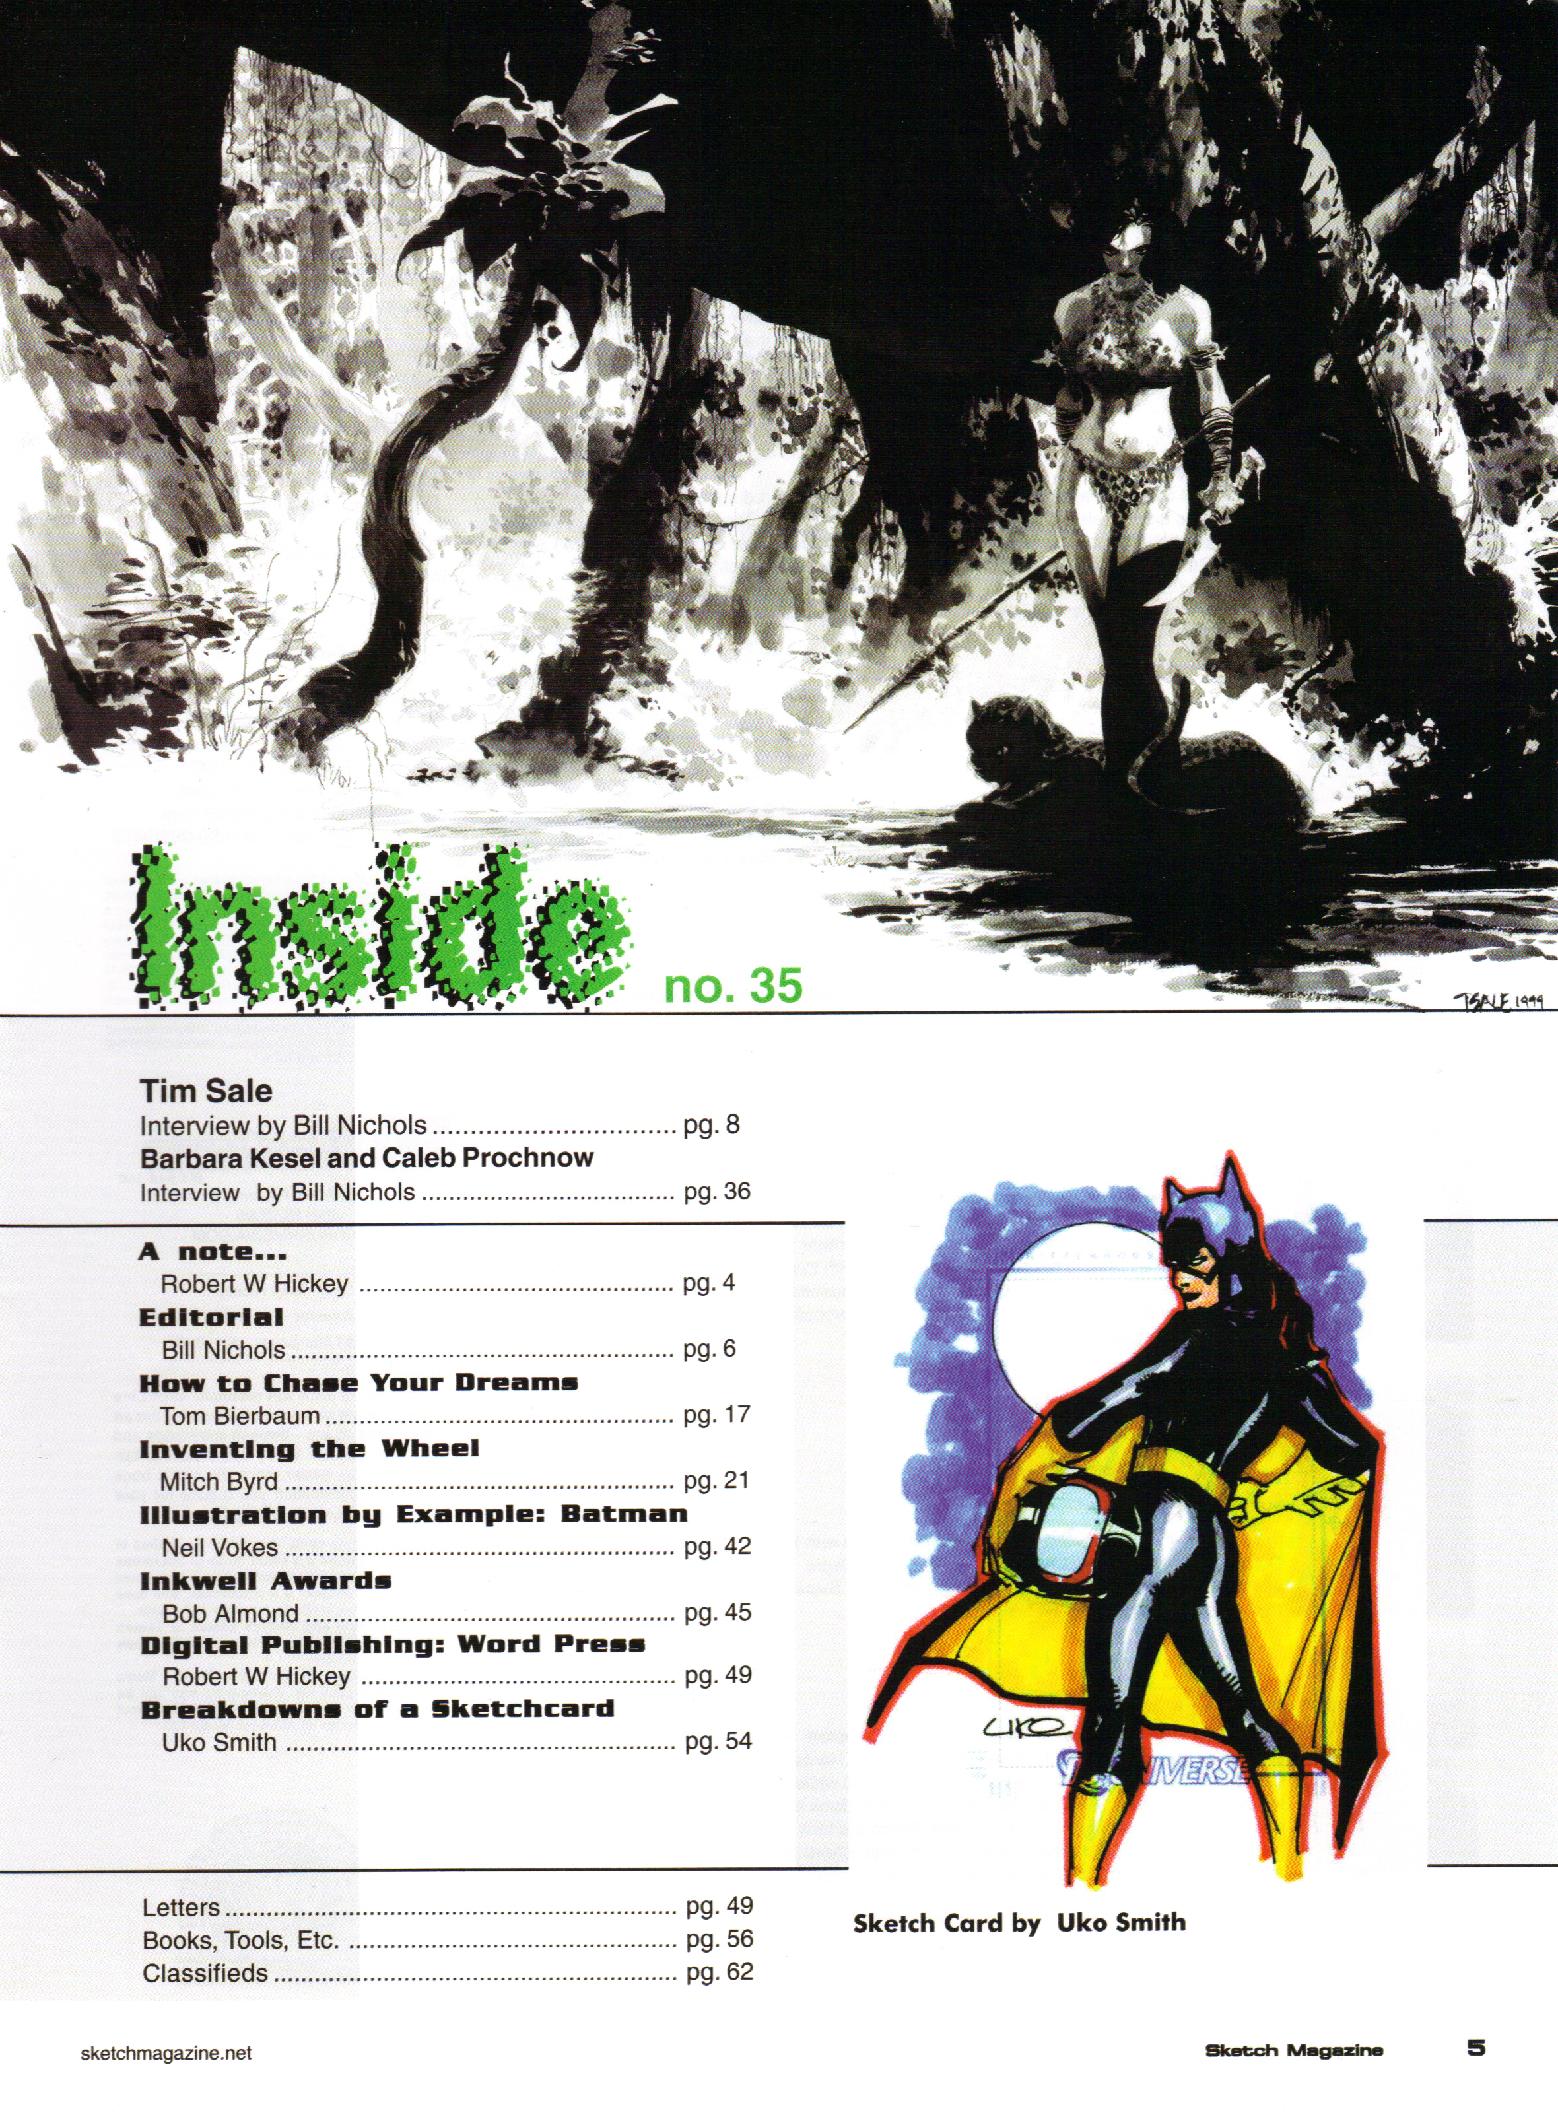 Inside no. 35
TSALE 1999
Tim Sale
Interview by Bill Nichols ................................ pg. 8
Barbara Kesel and Caleb Prochnow
Interview by Bill Nichols ..................................... pg. 36
A note...
Robert W Hickey .............................................. pg. 4
Editorial
Bill Nichols ........................................................ pg. 6
How to Chase Your Dreams
Tom Bierbaum ................................................... pg. 17
Inventing the Wheel
Mitch Byrd ......................................................... pg. 21
Illustration by Example: Batman
Neil Vokes ......................................................... pg. 42
Inkwell Awards
Bob Almond ...................................................... pg. 45
Digital Publishing: Word Press
Robert W Hickey .............................................. pg. 49
Breakdowns of a Sketchcard
Uko Smith ......................................................... pg. 54
UKO
Letters .................................................................. pg. 49
Books, Tools, Etc. ................................................ pg. 56
Classifieds ........................................................... pg. 62
Sketch Card by Uko Smith
sketchmagazine.net
Sketch Magazine 5